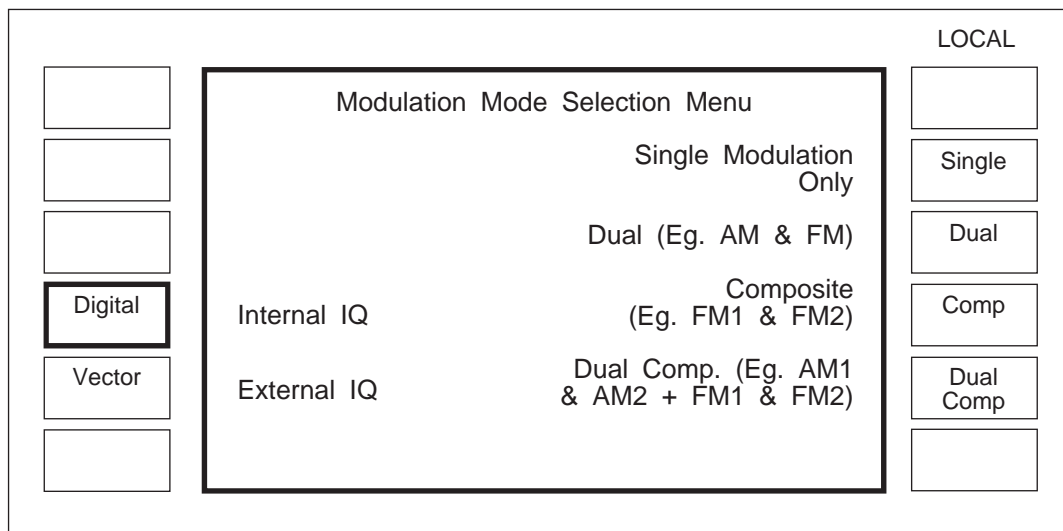 LOCAL
Modulation Mode Selection Menu
Single Modulation
Only
Single
Dual (Eg. AM & FM)
Dual
Digital
Internal IQ
Composite
(Eg. FM1 & FM2)
Comp
Vector
External IQ
Dual Comp. (Eg. AM1
& AM2 + FM1 & FM2)
Dual
Comp